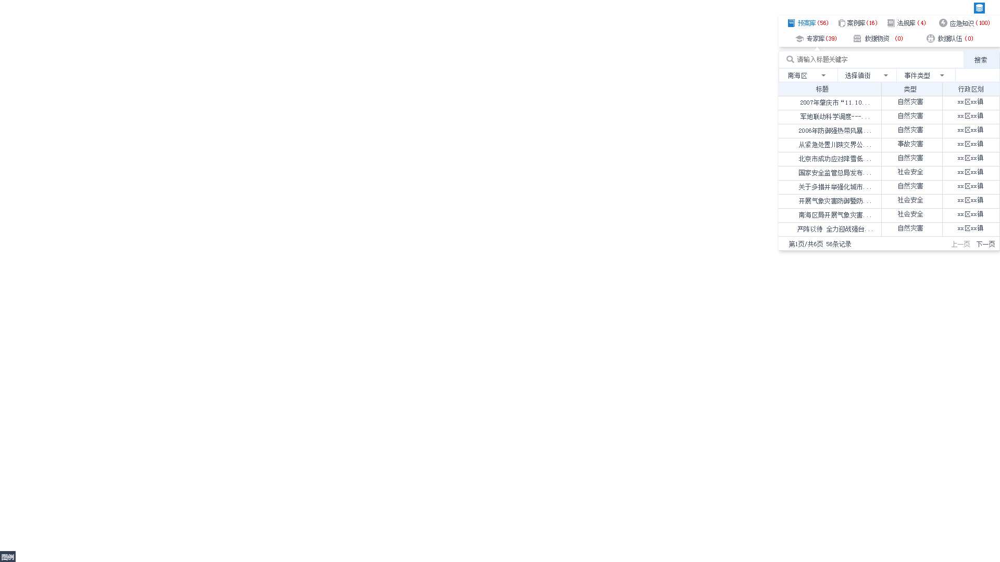 预案库(56) 案例库(16) 法规库(4) 应急知识(100)
专家库(39) 救援物资 (0) 救援队伍(0)
请输入标题关键字 搜索
南海区 选择镇街 事件类型
标题 类型 行政区划
2007年肇庆市“11.10... 自然灾害 xx区xx镇
军地联动科学调度---... 自然灾害 xx区xx镇
2006年防御强热带风暴... 自然灾害 xx区xx镇
从紧急处置川陕交界公... 事故灾害 xx区xx镇
北京市成功应对降雪低... 自然灾害 xx区xx镇
国家安全监管总局发布... 社会安全 xx区xx镇
关于多措并举强化城市... 自然灾害 xx区xx镇
开展气象灾害防御暨防... 社会安全 xx区xx镇
南海区局开展气象灾害... 社会安全 xx区xx镇
严阵以待 全力迎战强台... 自然灾害 xx区xx镇
第1页/共6页 56条记录 上一页 下一页
图例